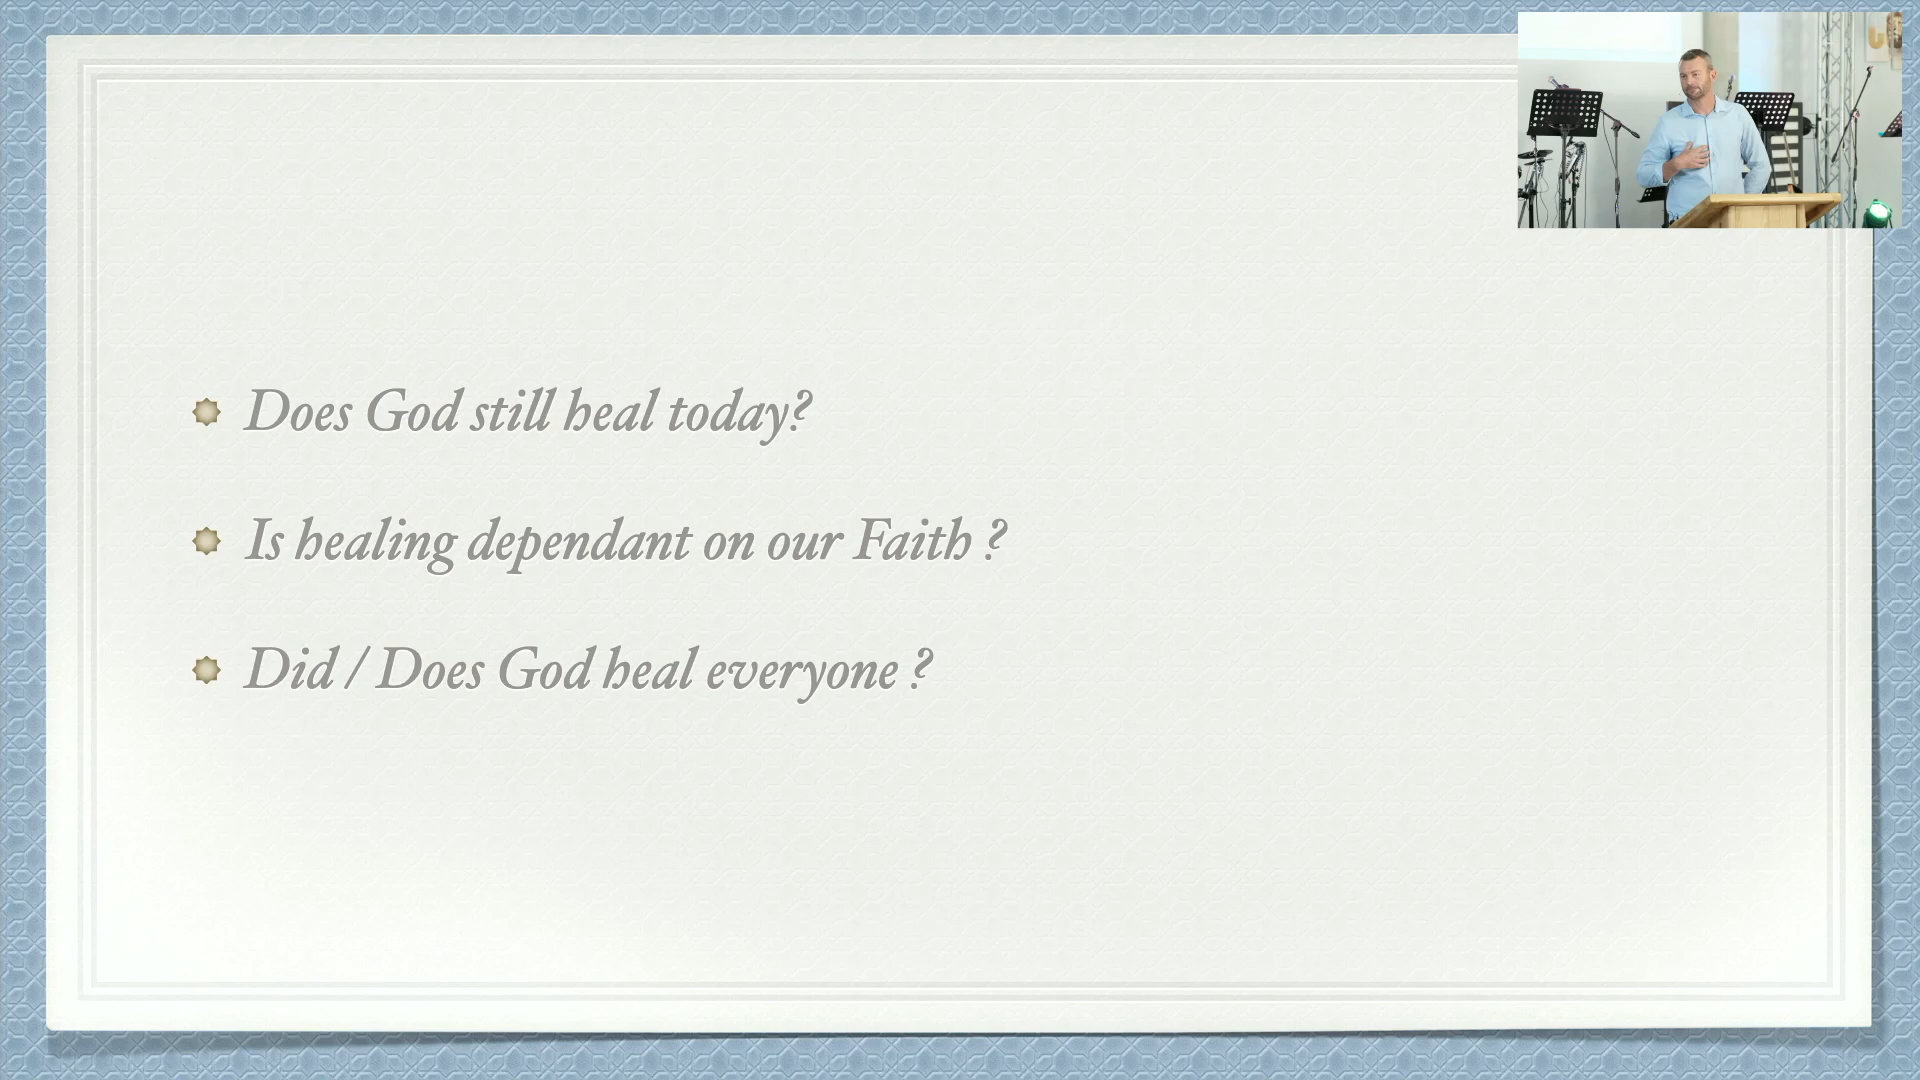 Does God still heal today?
Is healing dependant on our Faith ?
Did / Does God heal everyone ?